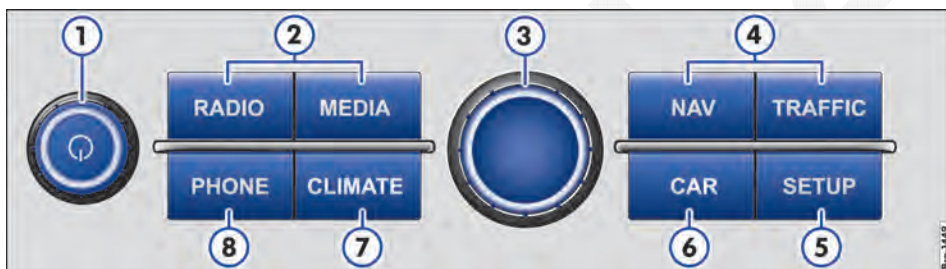 1 2 3 4
RADIO MEDIA NAV TRAFFIC
PHONE CLIMATE CAR SETUP
8 7 6 5